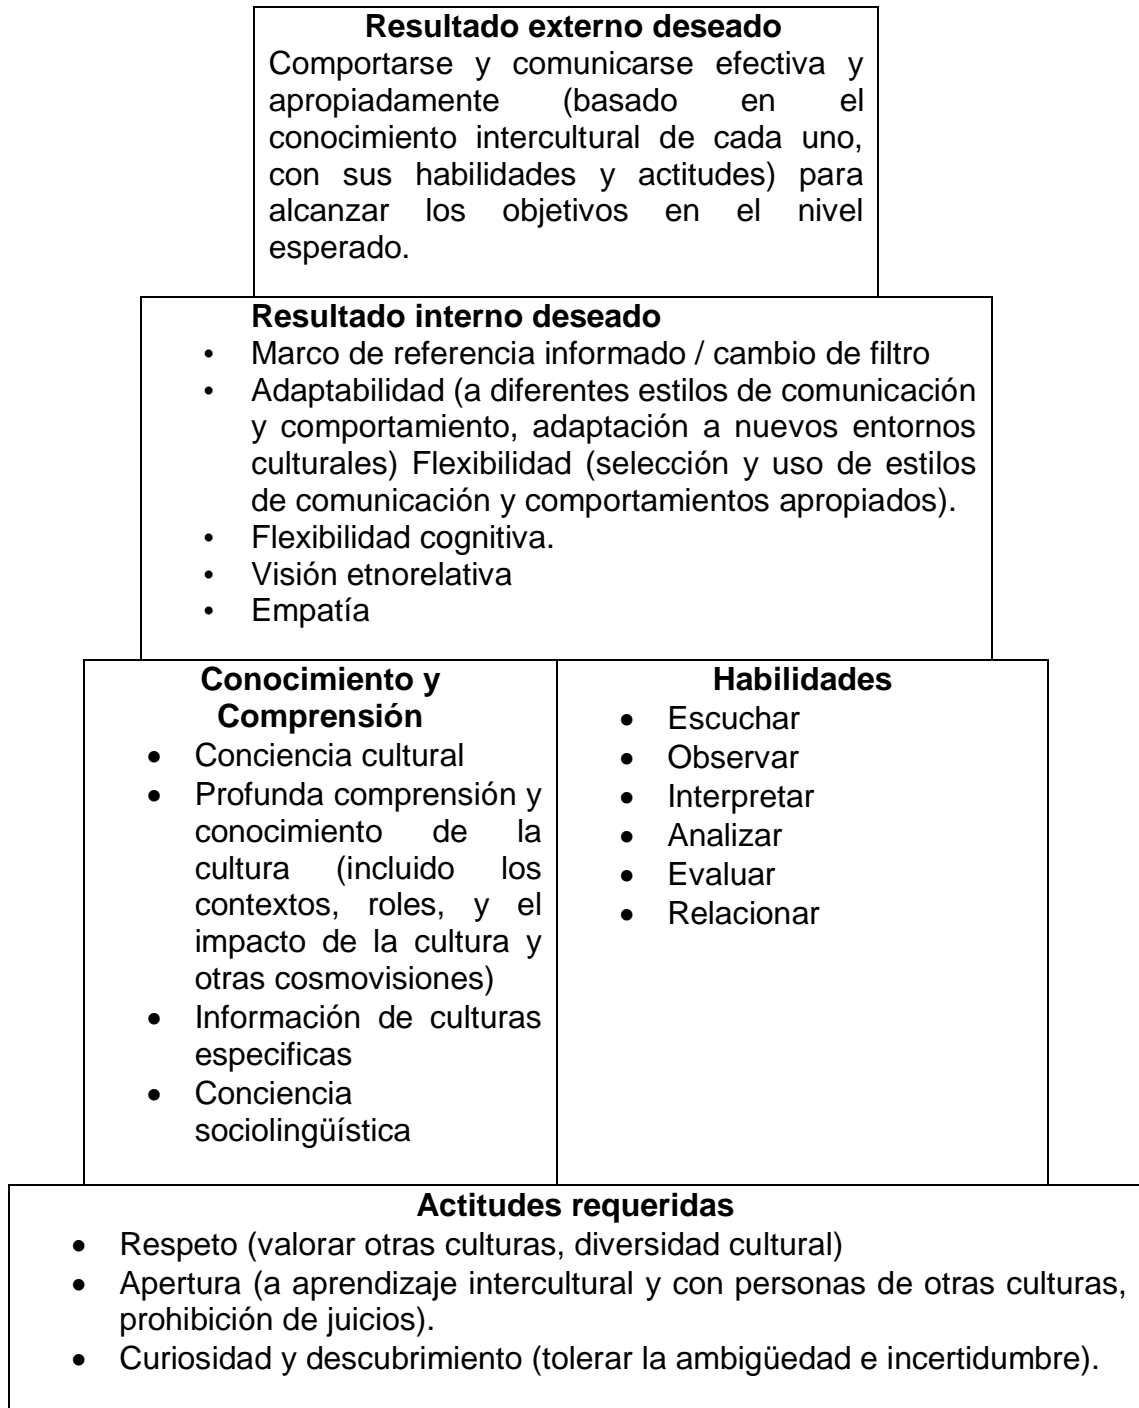 Resultado externo deseado
Comportarse y comunicarse efectiva y
apropiadamente (basado en el
conocimiento intercultural de cada uno,
con sus habilidades y actitudes) para
alcanzar los objetivos en el nivel
esperado.
Resultado interno deseado
• Marco de referencia informado / cambio de filtro
• Adaptabilidad (a diferentes estilos de comunicación
y comportamiento, adaptación a nuevos entornos
culturales) Flexibilidad (selección y uso de estilos
de comunicación y comportamientos apropiados).
• Flexibilidad cognitiva.
• Visión etnorelativa
• Empatía
Conocimiento y
Comprensión
• Conciencia cultural
• Profunda comprensión y
conocimiento de la
cultura (incluido los
contextos, roles, y el
impacto de la cultura y
otras cosmovisiones)
• Información de culturas
especificas
• Conciencia
sociolingüística
Habilidades
• Escuchar
• Observar
• Interpretar
• Analizar
• Evaluar
• Relacionar
Actitudes requeridas
• Respeto (valorar otras culturas, diversidad cultural)
• Apertura (a aprendizaje intercultural y con personas de otras culturas,
prohibición de juicios).
• Curiosidad y descubrimiento (tolerar la ambigüedad e incertidumbre).